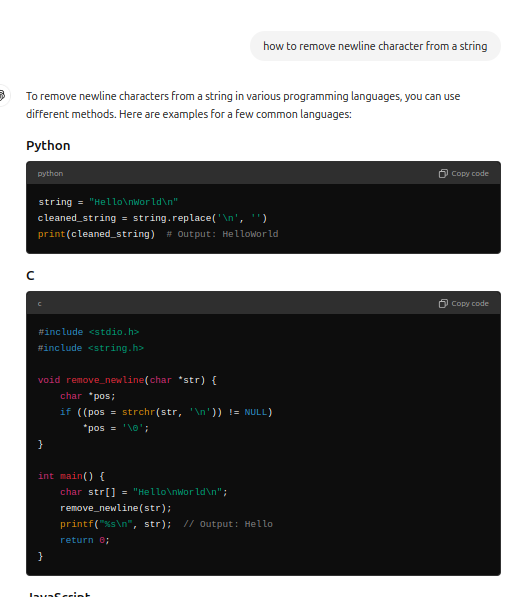 how to remove newline character from a string
To remove newline characters from a string in various programming languages, you can use
different methods. Here are examples for a few common languages:
Python
python
Copy code
string = "Hello\nWorld\n"
cleaned_string = string.replace('\n', '')
print(cleaned_string)  # Output: HelloWorld
C
c
Copy code
#include <stdio.h>
#include <string.h>
void remove_newline(char *str) {
    char *pos;
    if ((pos = strchr(str, '\n')) != NULL)
        *pos = '\0';
}
int main() {
    char str[] = "Hello\nWorld\n";
    remove_newline(str);
    printf("%s\n", str);  // Output: Hello
    return 0;
}
JavaScript